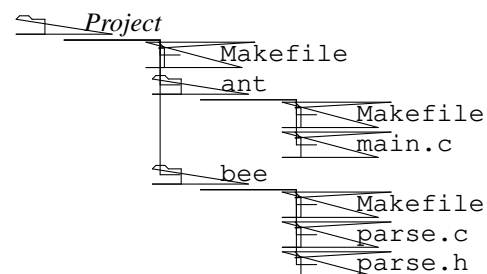 Project
Makefile
ant
Makefile
main.c
bee
Makefile
parse.c
parse.h